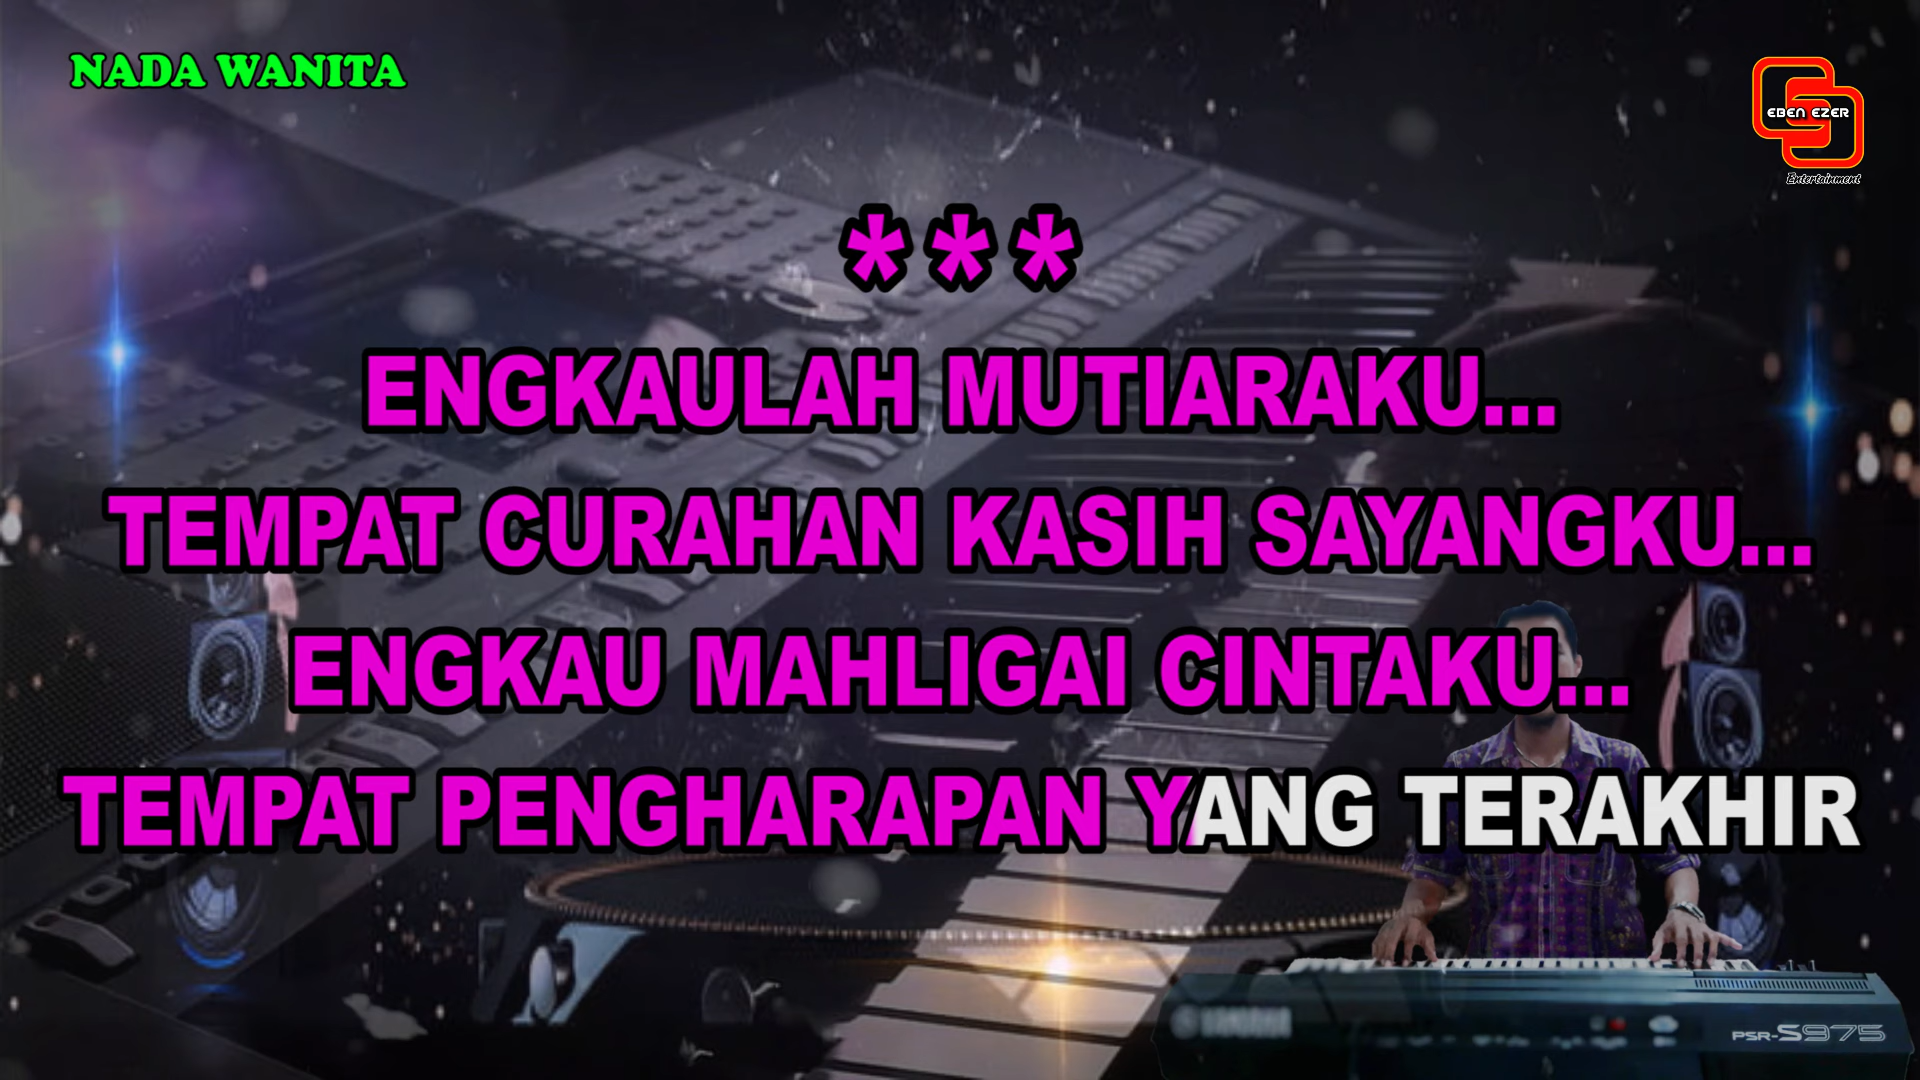 NADA WANITA
EBEN EZER
Entertainment
***
ENGKAULAH MUTIARAKU...
TEMPAT CURAHAN KASIH SAYANGKU...
ENGKAU MAHLIGAI CINTAKU...
TEMPAT PENGHARAPAN YANG TERAKHIR
YAMAHA
PSR-S975